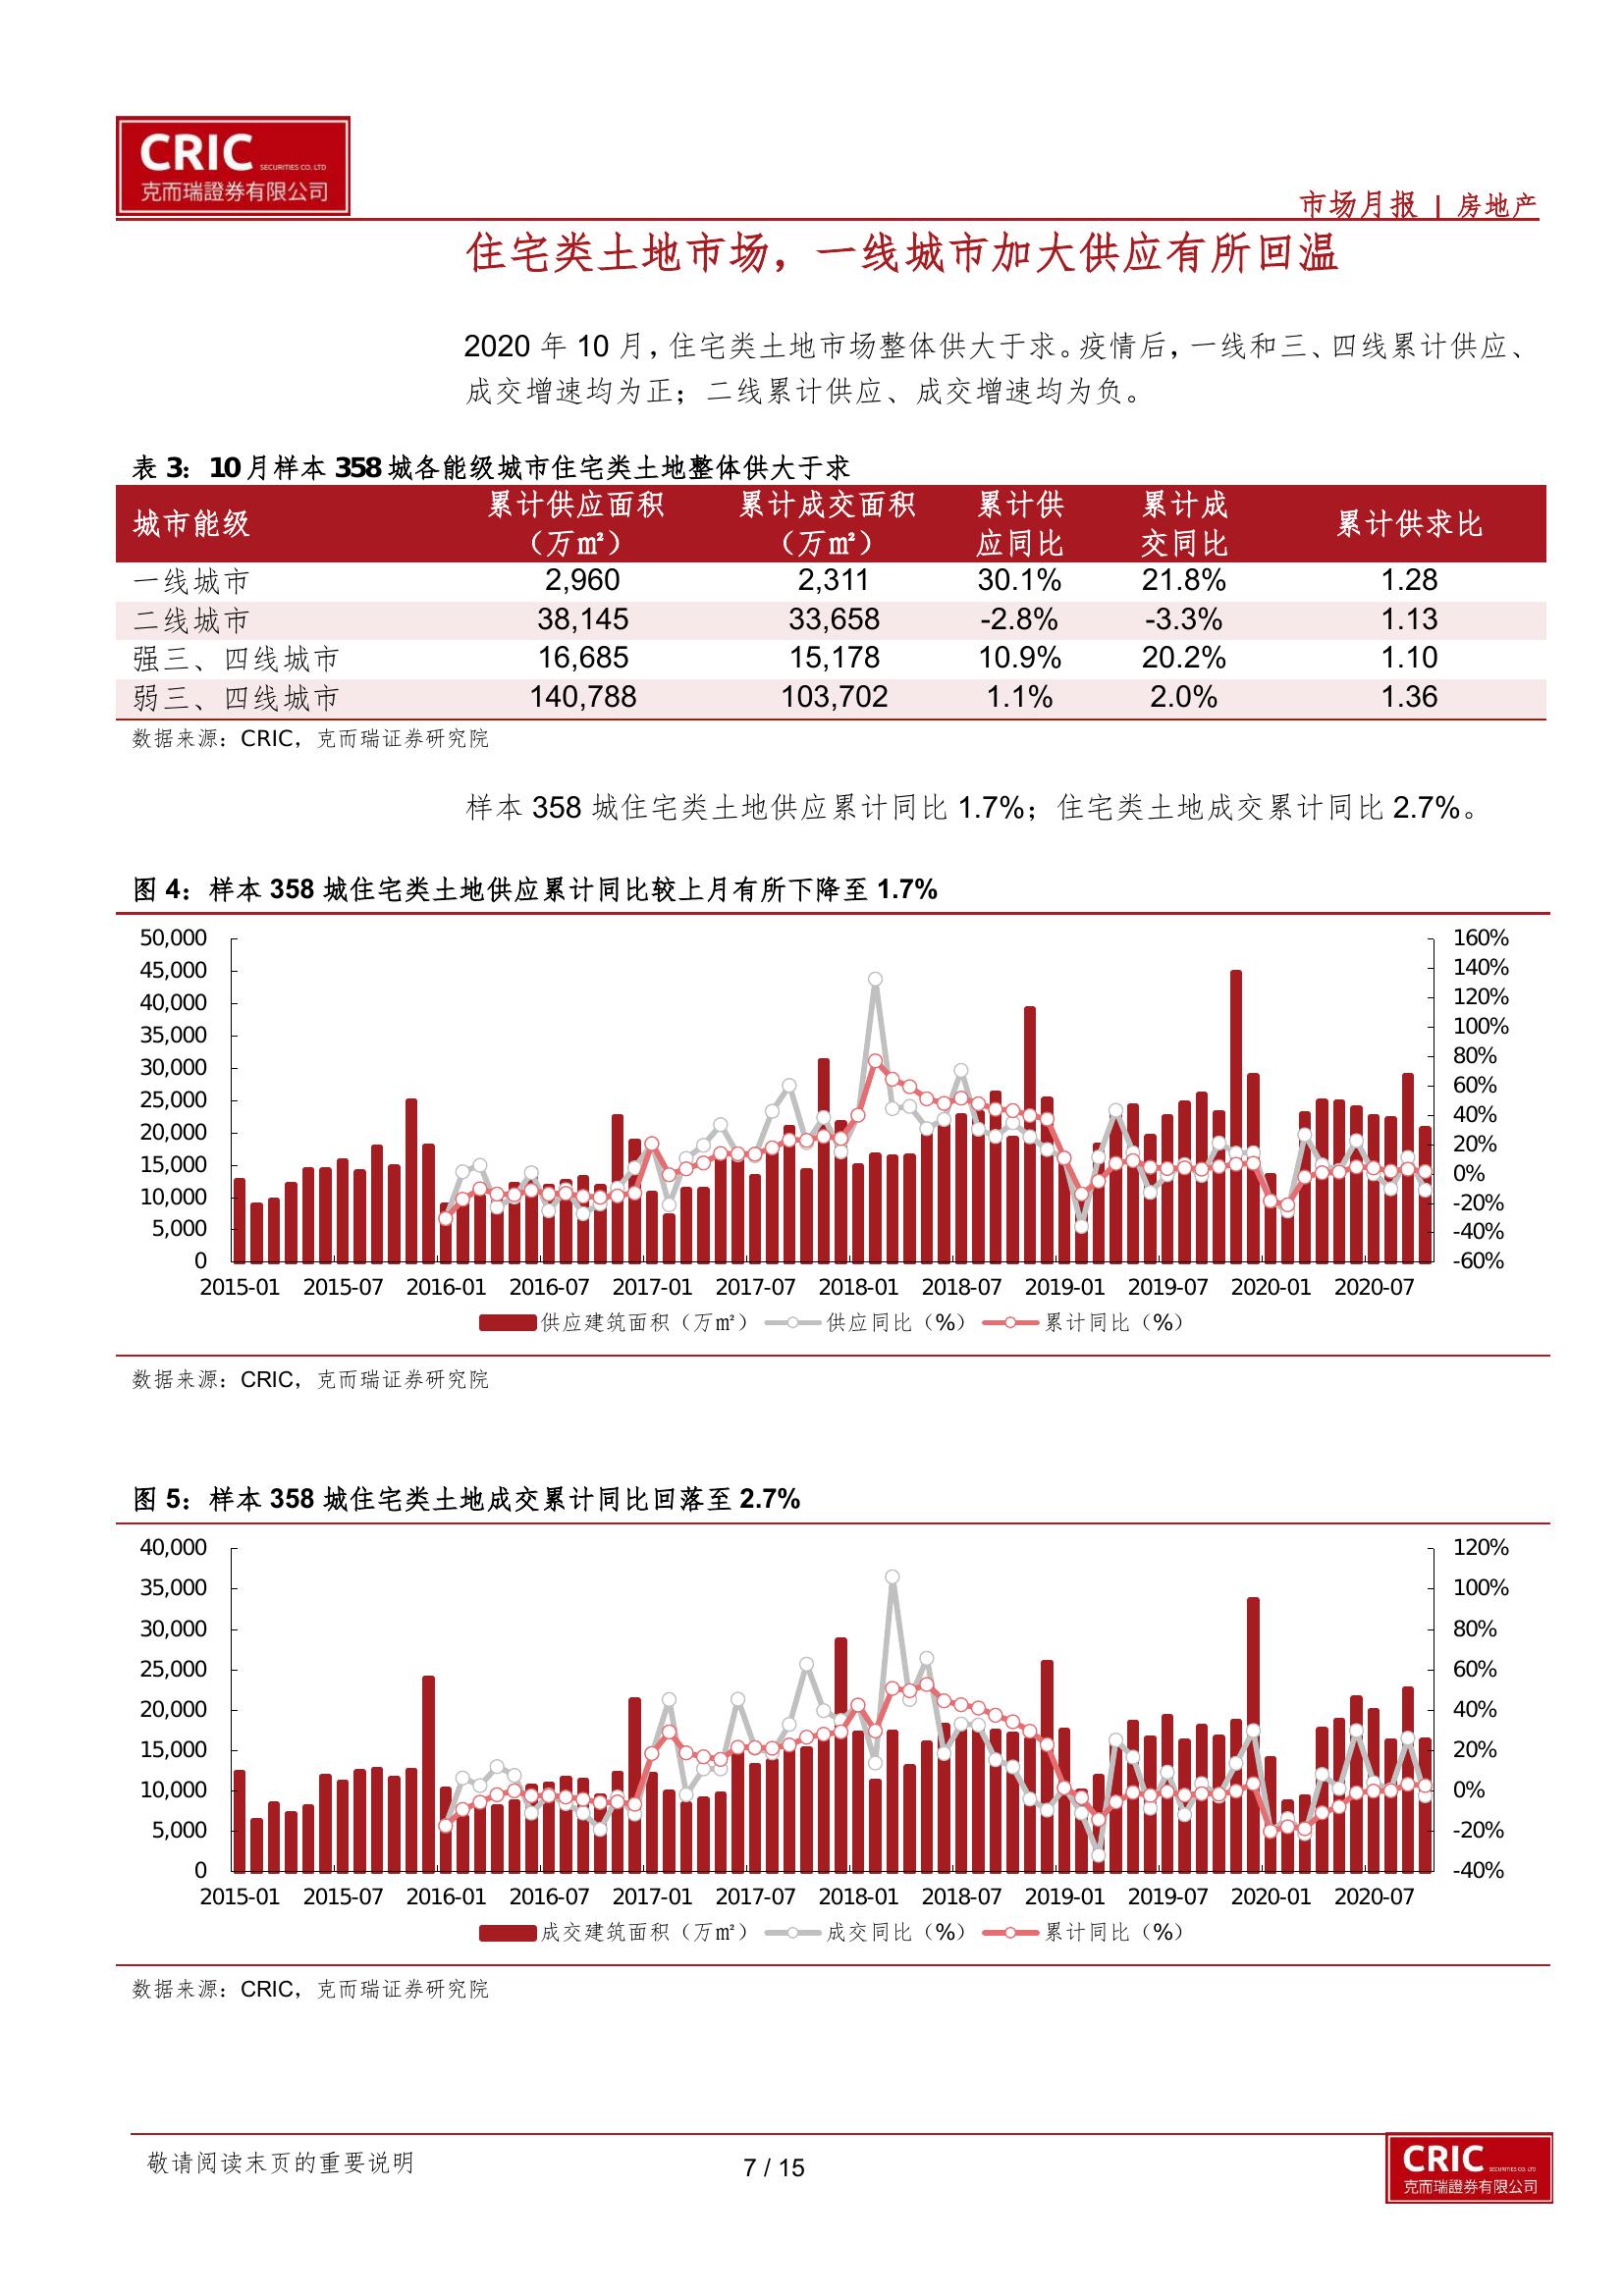 CRIC SECURITIES CO. LTD
克而瑞證券有限公司
市场月报 | 房地产
住宅类土地市场，一线城市加大供应有所回温
2020 年 10 月，住宅类土地市场整体供大于求。疫情后，一线和三、四线累计供应、
成交增速均为正；二线累计供应、成交增速均为负。
表 3：10 月样本 358 城各能级城市住宅类土地整体供大于求
城市能级 累计供应面积（万㎡） 累计成交面积（万㎡） 累计供应同比 累计成交同比 累计供求比
一线城市 2,960 2,311 30.1% 21.8% 1.28
二线城市 38,145 33,658 -2.8% -3.3% 1.13
强三、四线城市 16,685 15,178 10.9% 20.2% 1.10
弱三、四线城市 140,788 103,702 1.1% 2.0% 1.36
数据来源：CRIC，克而瑞证券研究院
样本 358 城住宅类土地供应累计同比 1.7%；住宅类土地成交累计同比 2.7%。
图 4：样本 358 城住宅类土地供应累计同比较上月有所下降至 1.7%
50,000 160%
45,000 140%
40,000 120%
35,000 100%
30,000 80%
25,000 60%
20,000 40%
15,000 20%
10,000 0%
5,000 -20%
0 -40%
-60%
2015-01 2015-07 2016-01 2016-07 2017-01 2017-07 2018-01 2018-07 2019-01 2019-07 2020-01 2020-07
供应建筑面积（万㎡） 供应同比（%） 累计同比（%）
数据来源：CRIC，克而瑞证券研究院
图 5：样本 358 城住宅类土地成交累计同比回落至 2.7%
40,000 120%
35,000 100%
30,000 80%
25,000 60%
20,000 40%
15,000 20%
10,000 0%
5,000 -20%
0 -40%
2015-01 2015-07 2016-01 2016-07 2017-01 2017-07 2018-01 2018-07 2019-01 2019-07 2020-01 2020-07
成交建筑面积（万㎡） 成交同比（%） 累计同比（%）
数据来源：CRIC，克而瑞证券研究院
敬请阅读末页的重要说明
7 / 15
CRIC SECURITIES CO. LTD
克而瑞證券有限公司